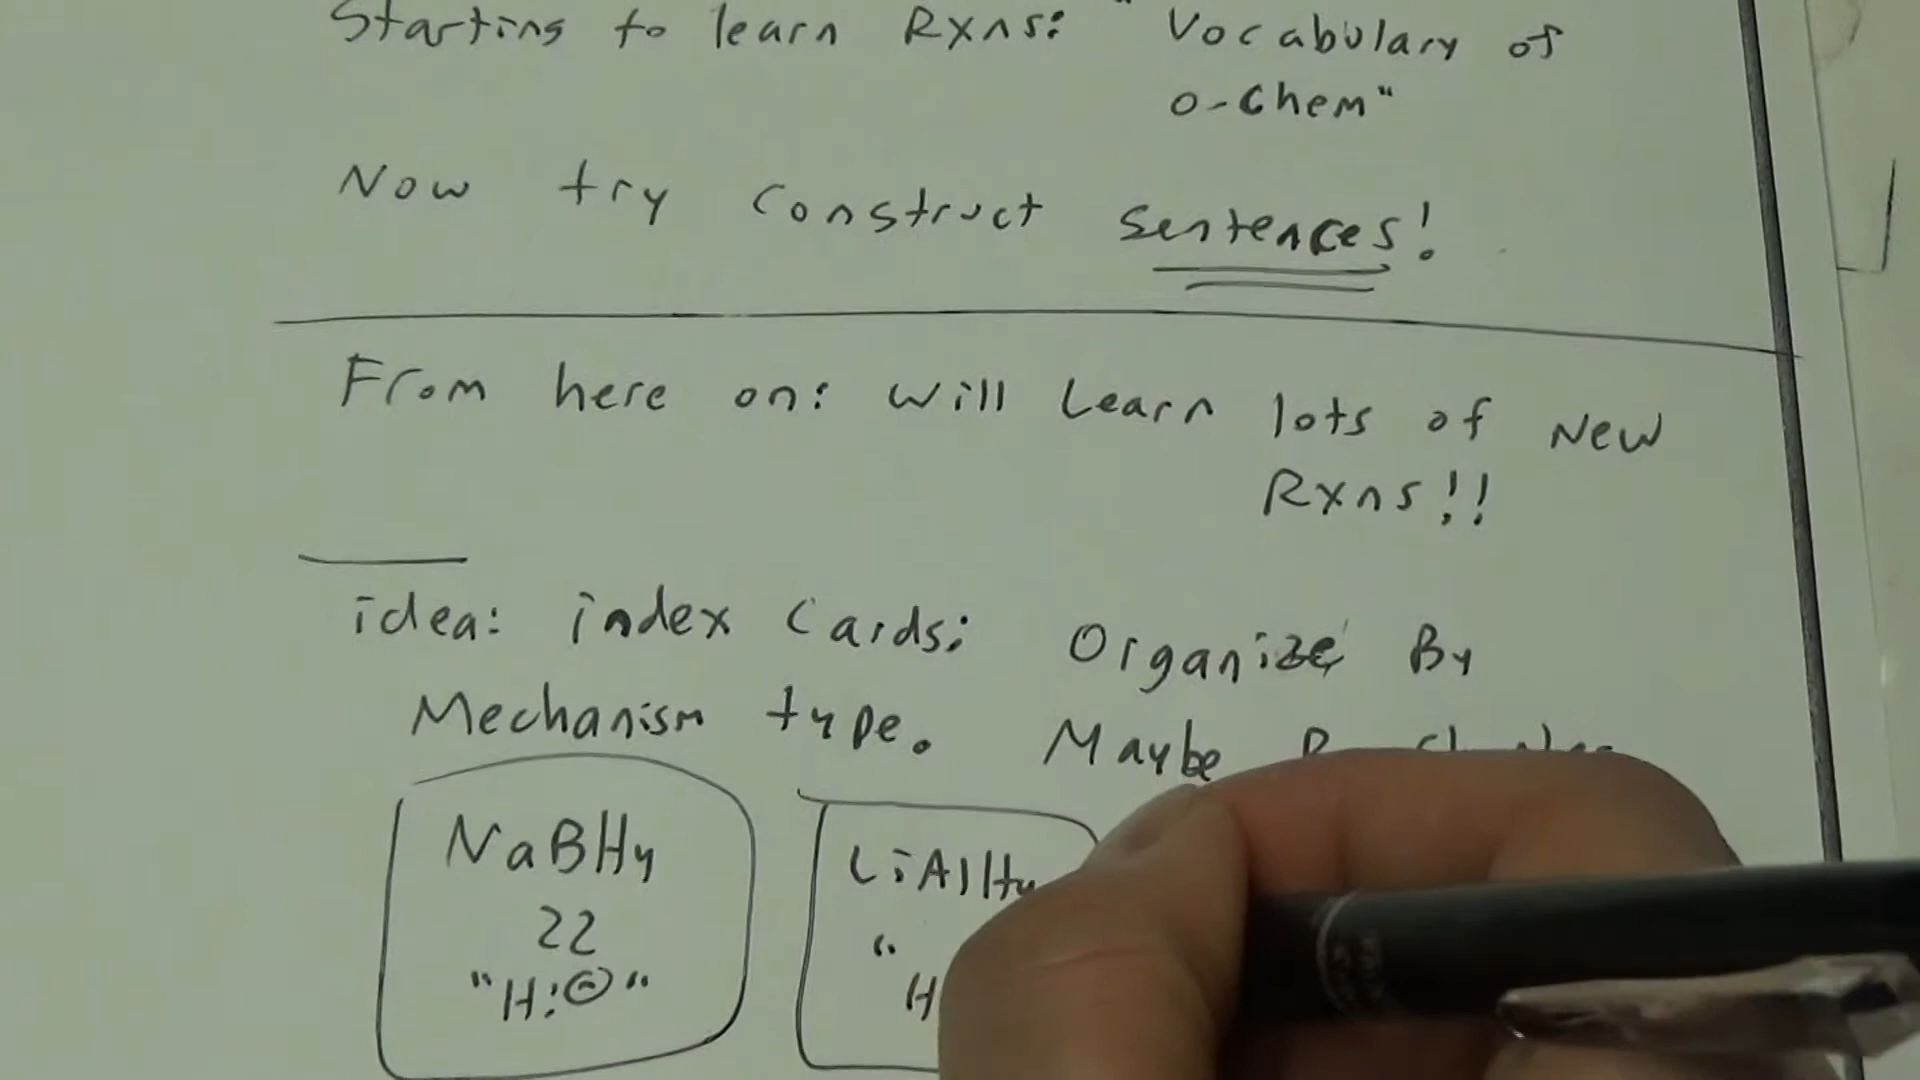 Starting to learn Rxns: "Vocabulary of
o-Chem"
Now try construct sentences!
From here on: will Learn lots of New
Rxns!!
idea: index Cards: Organize By
Mechanism type. Maybe
NaBH4 LiAlH4
22 "
"H:⊖" H